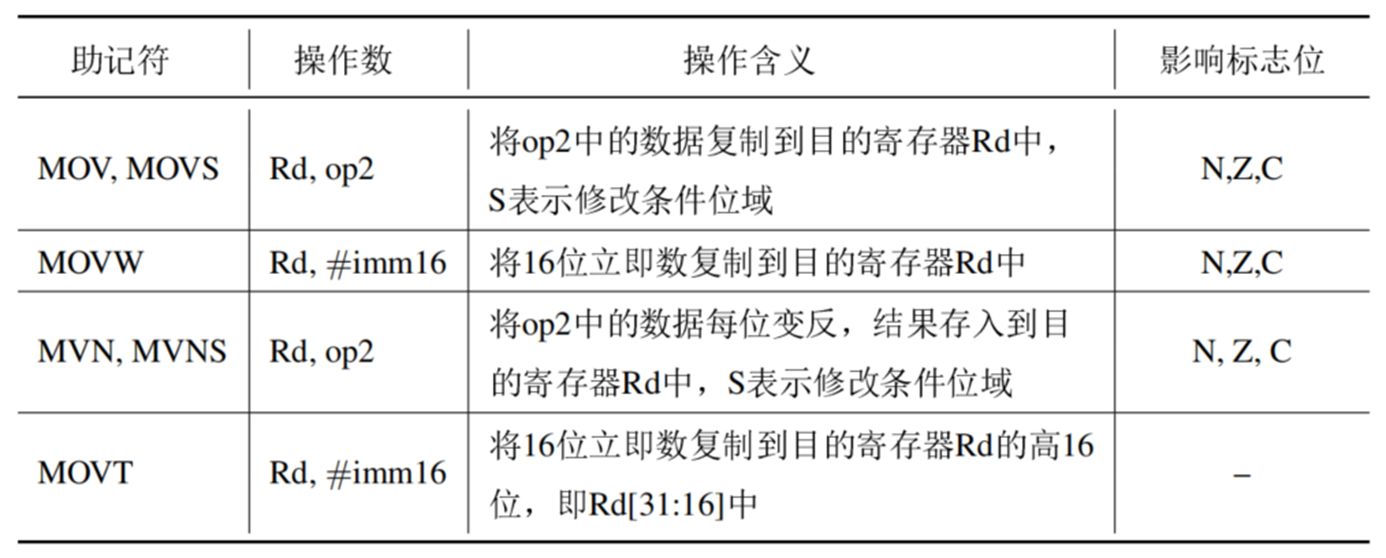 助记符 操作数 操作含义 影响标志位
MOV, MOVS Rd, op2 将op2中的数据复制到目的寄存器Rd中，
S表示修改条件位域 N,Z,C
MOVW Rd, #imm16 将16位立即数复制到目的寄存器Rd中 N,Z,C
MVN, MVNS Rd, op2 将op2中的数据每位变反，结果存入到目
的寄存器Rd中，S表示修改条件位域 N, Z, C
MOVT Rd, #imm16 将16位立即数复制到目的寄存器Rd的高16
位，即Rd[31:16]中 –